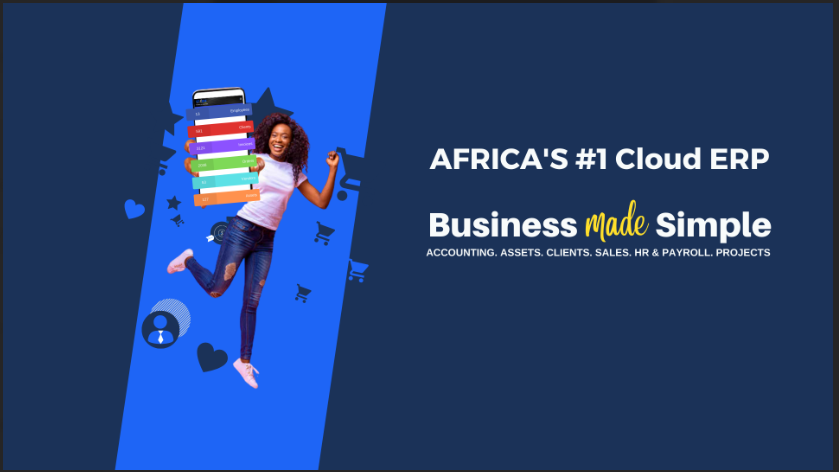 AFRICA'S #1 Cloud ERP
Business made Simple
ACCOUNTING. ASSETS. CLIENTS. SALES. HR & PAYROLL. PROJECTS